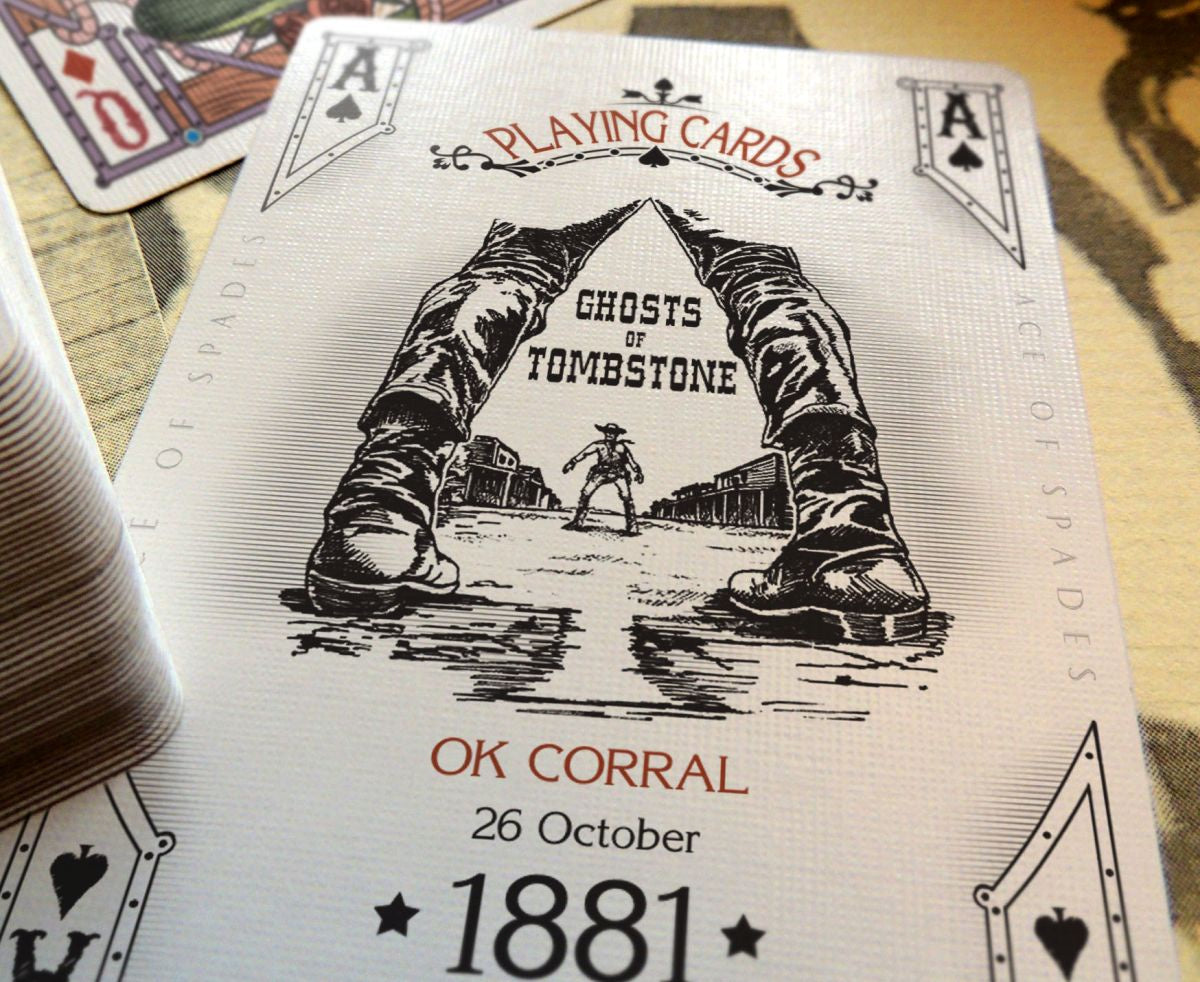 Q
A
A
PLAYING CARDS
GHOSTS
OF
TOMBSTONE
ACE OF SPADES
ACE OF SPADES
OK CORRAL
26 October
1881
A